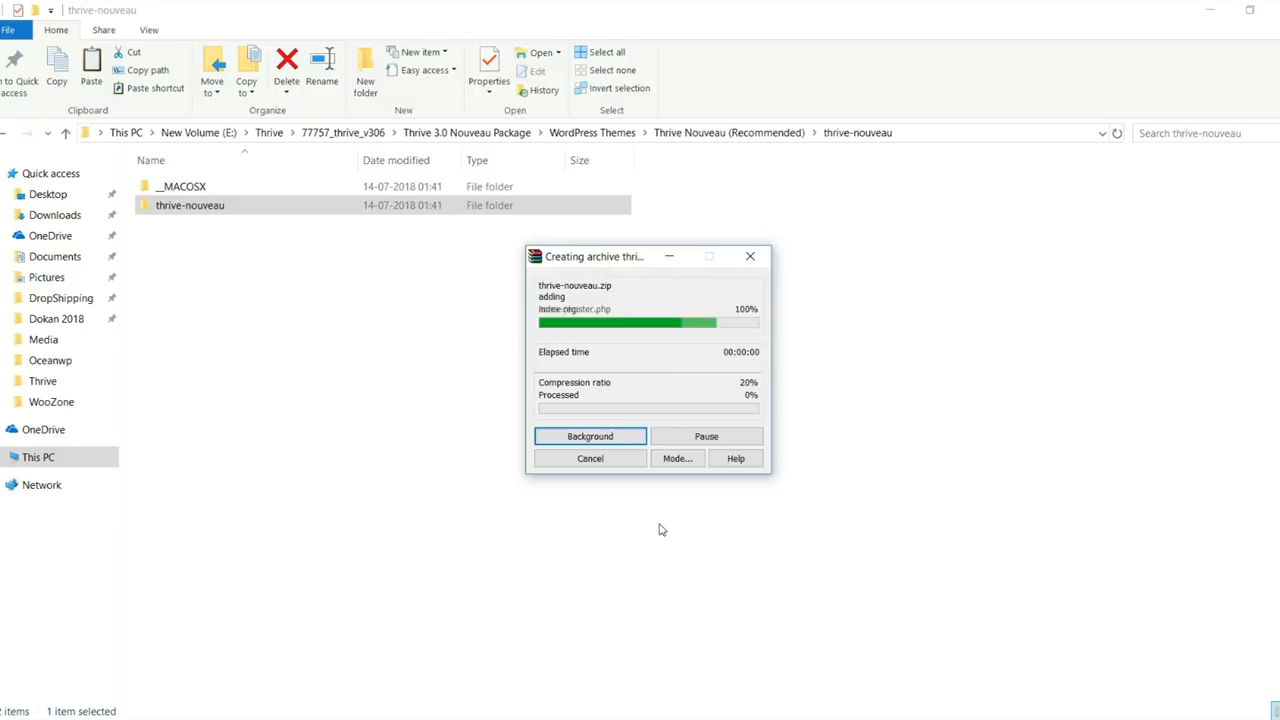 thrive-nouveau
File
Home
Share
View
Cut
Copy path
Paste shortcut
to Quick
access
Copy
Paste
Clipboard
Move
to
Copy
to
Delete
Rename
Organize
New item
Easy access
New
folder
New
Properties
Open
Edit
History
Open
Select all
Select none
Invert selection
Select
This PC
New Volume (E:)
Thrive
77757_thrive_v306
Thrive 3.0 Nouveau Package
WordPress Themes
Thrive Nouveau (Recommended)
thrive-nouveau
Search thrive-nouveau
Name
Date modified
Type
Size
__MACOSX
14-07-2018 01:41
File folder
thrive-nouveau
14-07-2018 01:41
File folder
Quick access
Desktop
Downloads
OneDrive
Documents
Pictures
DropShipping
Dokan 2018
Media
Oceanwp
Thrive
WooZone
OneDrive
This PC
Network
Creating archive thri...
thrive-nouveau.zip
adding
100%
Elapsed time
00:00:00
Compression ratio
20%
Processed
0%
Background
Pause
Cancel
Mode...
Help
items
1 item selected